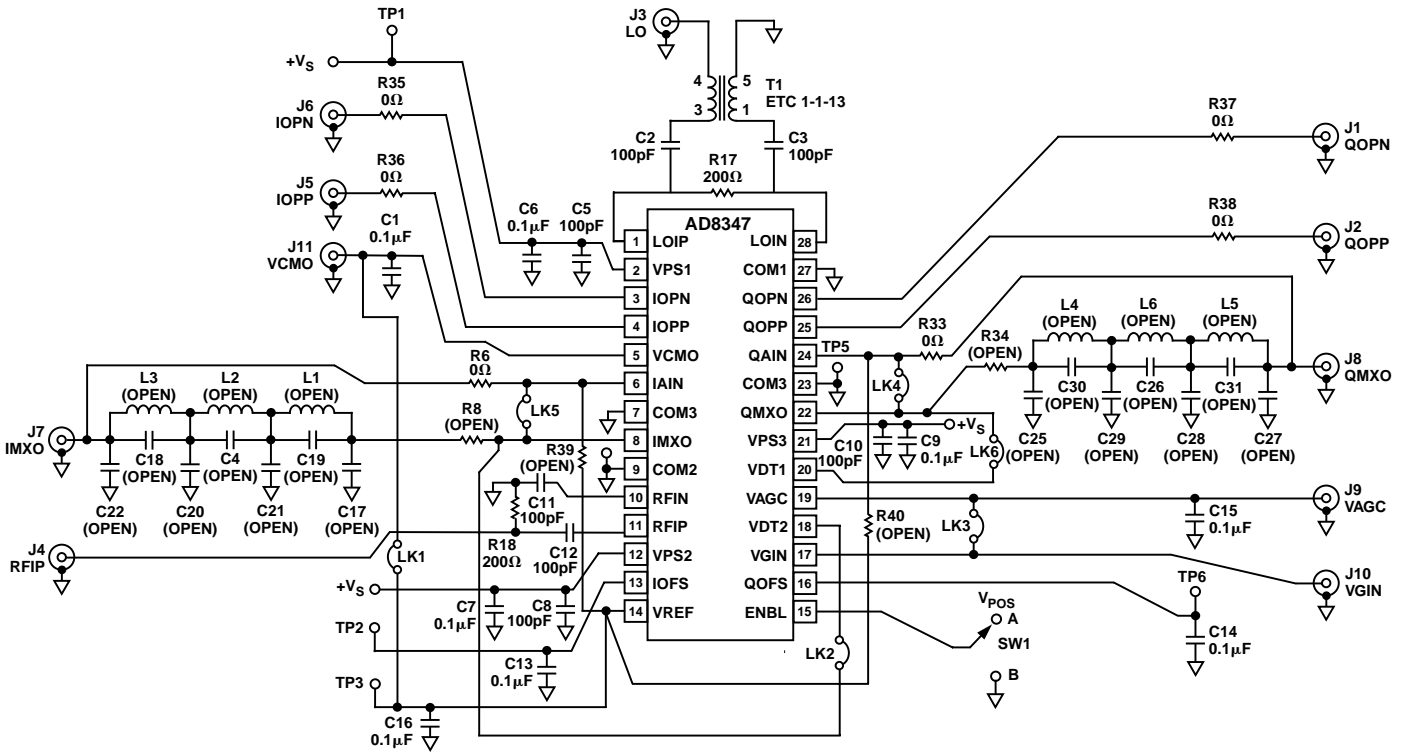 TP1
+VS
J3
LO
4
5
3
1
T1
ETC 1-1-13
R35
0Ω
J6
IOPN
R36
0Ω
J5
IOPP
C1
0.1µF
J11
VCMO
C6
0.1µF
C5
100pF
C2
100pF
C3
100pF
R17
200Ω
R37
0Ω
J1
QOPN
R38
0Ω
J2
QOPP
AD8347
1 LOIP
2 VPS1
3 IOPN
4 IOPP
5 VCMO
6 IAIN
7 COM3
8 IMXO
9 COM2
10 RFIN
11 RFIP
12 VPS2
13 IOFS
14 VREF
LOIN 28
COM1 27
QOPN 26
QOPP 25
QAIN 24
COM3 23
QMXO 22
VPS3 21
VDT1 20
VAGC 19
VDT2 18
VGIN 17
QOFS 16
ENBL 15
R6
0Ω
L3
(OPEN)
L2
(OPEN)
L1
(OPEN)
LK5
R8
(OPEN)
J7
IMXO
C18
(OPEN)
C4
(OPEN)
C19
(OPEN)
R39
(OPEN)
C22
(OPEN)
C20
(OPEN)
C21
(OPEN)
C17
(OPEN)
C11
100pF
J4
RFIP
LK1
R18
200Ω
C12
100pF
+VS
C7
0.1µF
C8
100pF
TP2
C13
0.1µF
TP3
C16
0.1µF
TP5
R33
0Ω
R34
(OPEN)
L4
(OPEN)
L6
(OPEN)
L5
(OPEN)
J8
QMXO
LK4
C30
(OPEN)
C26
(OPEN)
C31
(OPEN)
C25
(OPEN)
C29
(OPEN)
C28
(OPEN)
C27
(OPEN)
+VS
C10
100pF
C9
0.1µF
LK6
J9
VAGC
R40
(OPEN)
LK3
C15
0.1µF
J10
VGIN
TP6
VPOS
A
SW1
B
C14
0.1µF
LK2